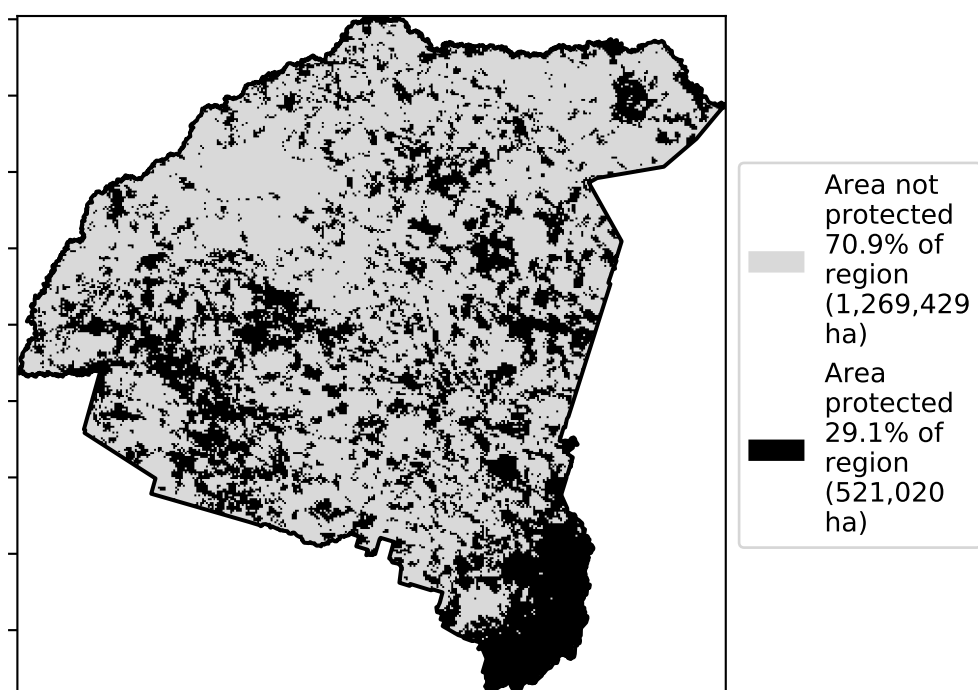 Area not
protected
70.9% of
region
(1,269,429
ha)
Area
protected
29.1% of
region
(521,020
ha)